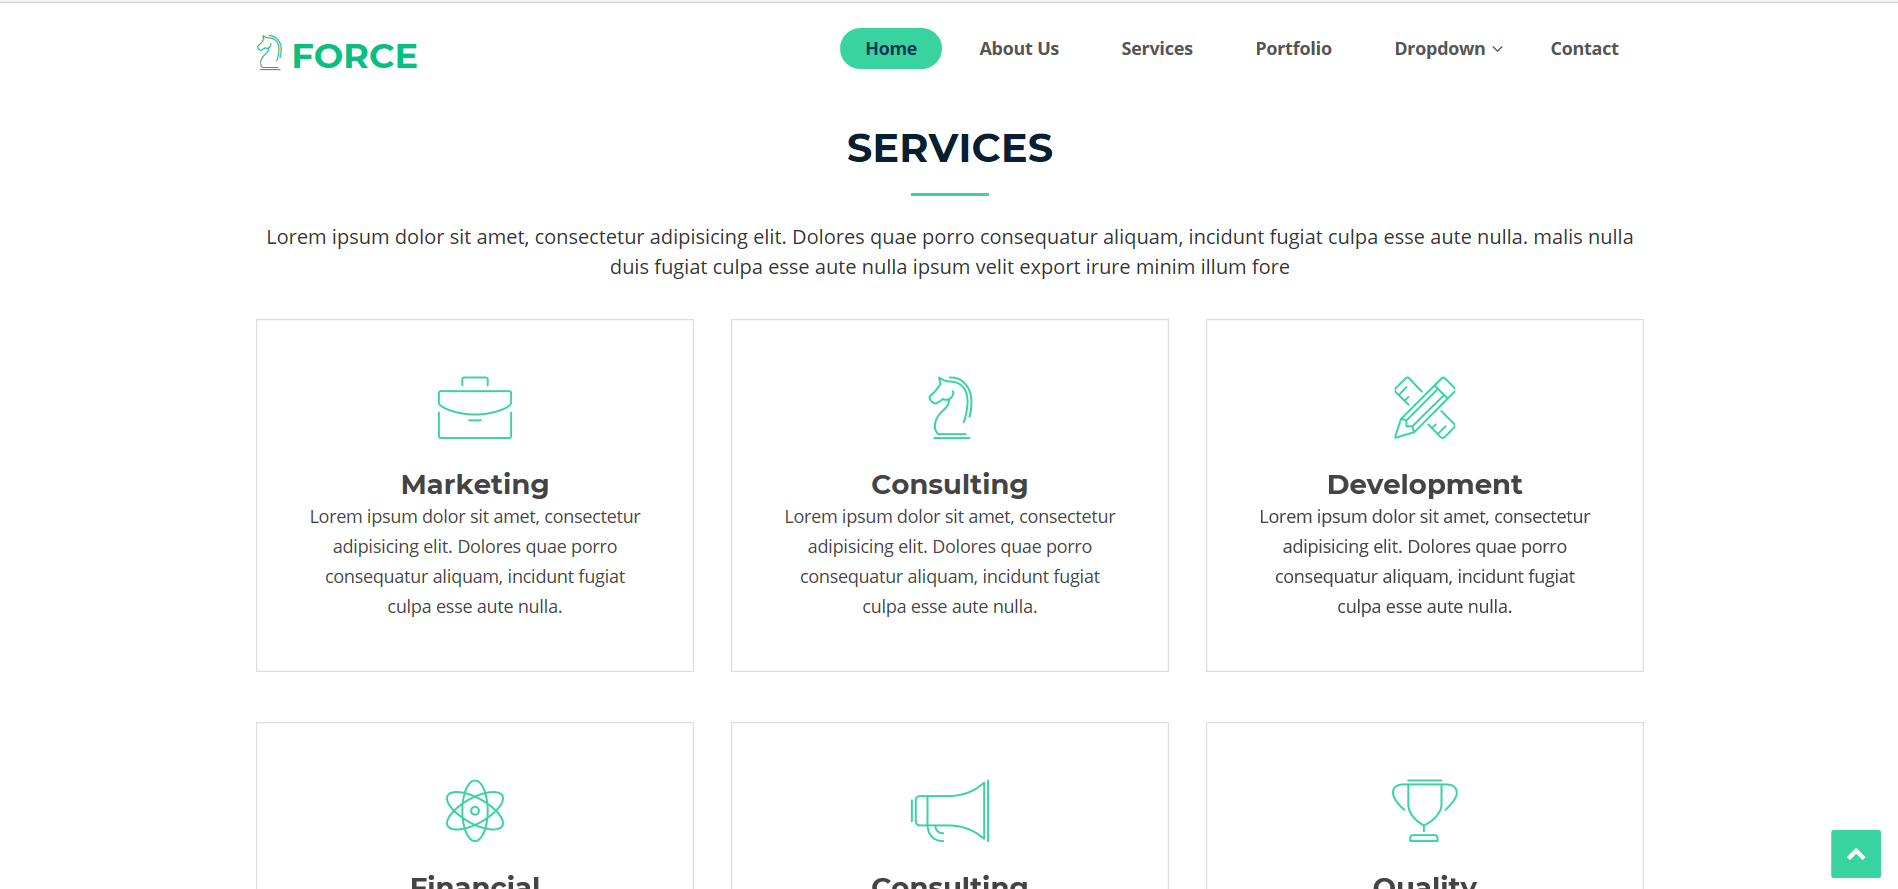 FORCE
Home About Us Services Portfolio Dropdown Contact
SERVICES
Lorem ipsum dolor sit amet, consectetur adipisicing elit. Dolores quae porro consequatur aliquam, incidunt fugiat culpa esse aute nulla. malis nulla
duis fugiat culpa esse aute nulla ipsum velit export irure minim illum fore
Marketing
Lorem ipsum dolor sit amet, consectetur
adipisicing elit. Dolores quae porro
consequatur aliquam, incidunt fugiat
culpa esse aute nulla.
Consulting
Lorem ipsum dolor sit amet, consectetur
adipisicing elit. Dolores quae porro
consequatur aliquam, incidunt fugiat
culpa esse aute nulla.
Development
Lorem ipsum dolor sit amet, consectetur
adipisicing elit. Dolores quae porro
consequatur aliquam, incidunt fugiat
culpa esse aute nulla.
Financial
Consulting
Quality